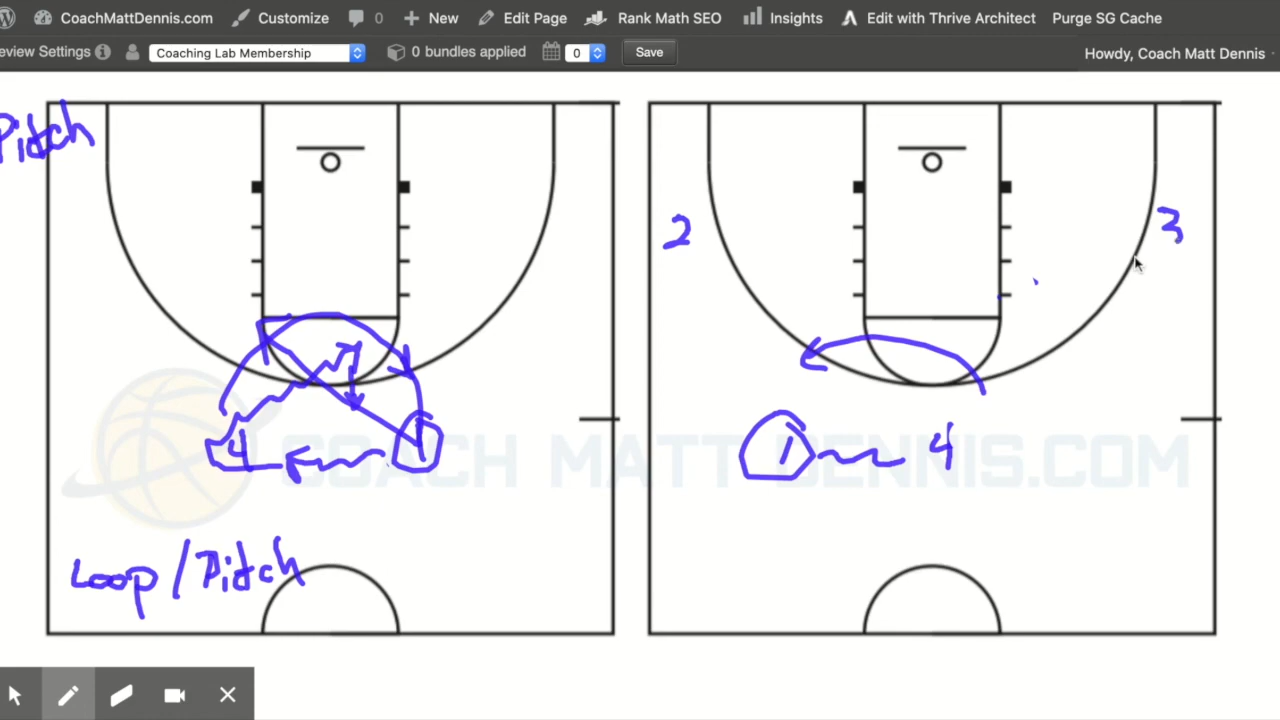 CoachMattDennis.com Customize 0 New Edit Page Rank Math SEO Insights Edit with Thrive Architect Purge SG Cache
eview Settings Coaching Lab Membership 0 bundles applied 0 Save Howdy, Coach Matt Dennis
Pitch
2 3
4 1
1 4
COACH MATT DENNIS.COM
Loop / Pitch